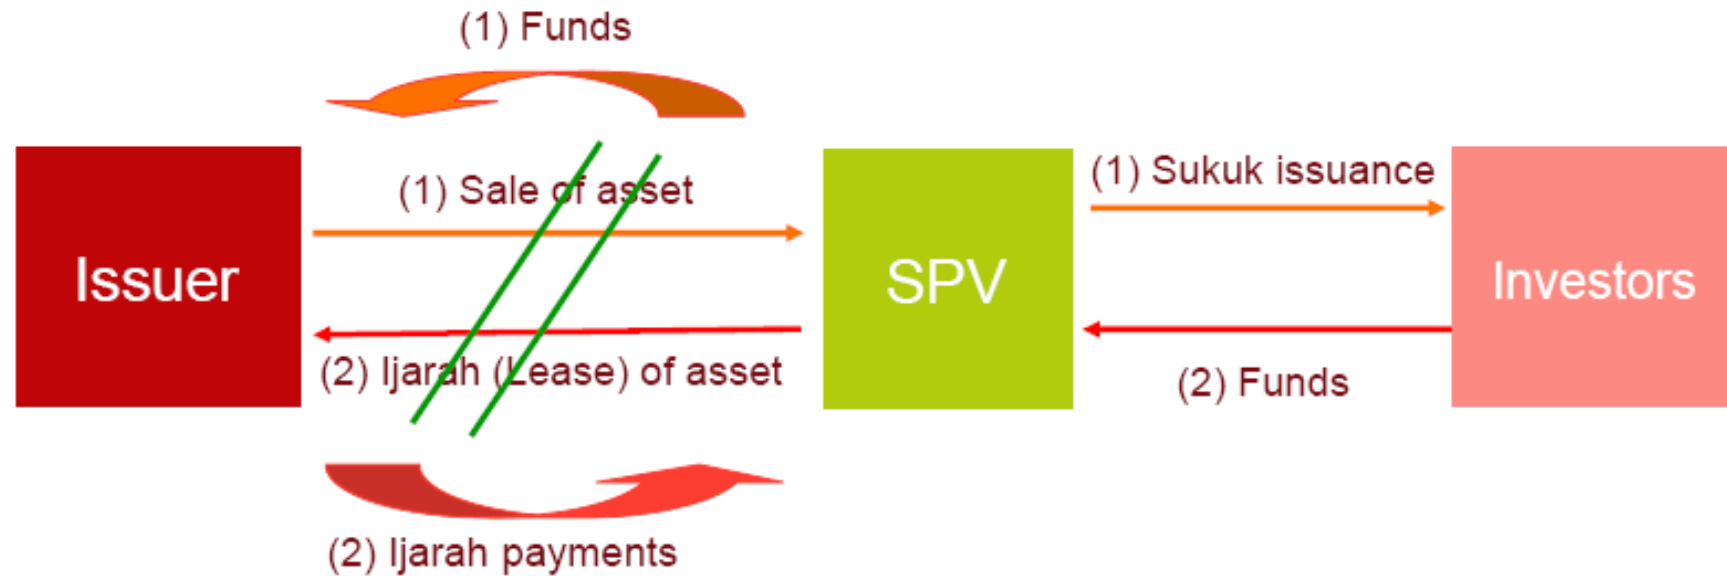 (1) Funds
(1) Sale of asset
(1) Sukuk issuance
Issuer
SPV
Investors
(2) Ijarah (Lease) of asset
(2) Funds
(2) Ijarah payments